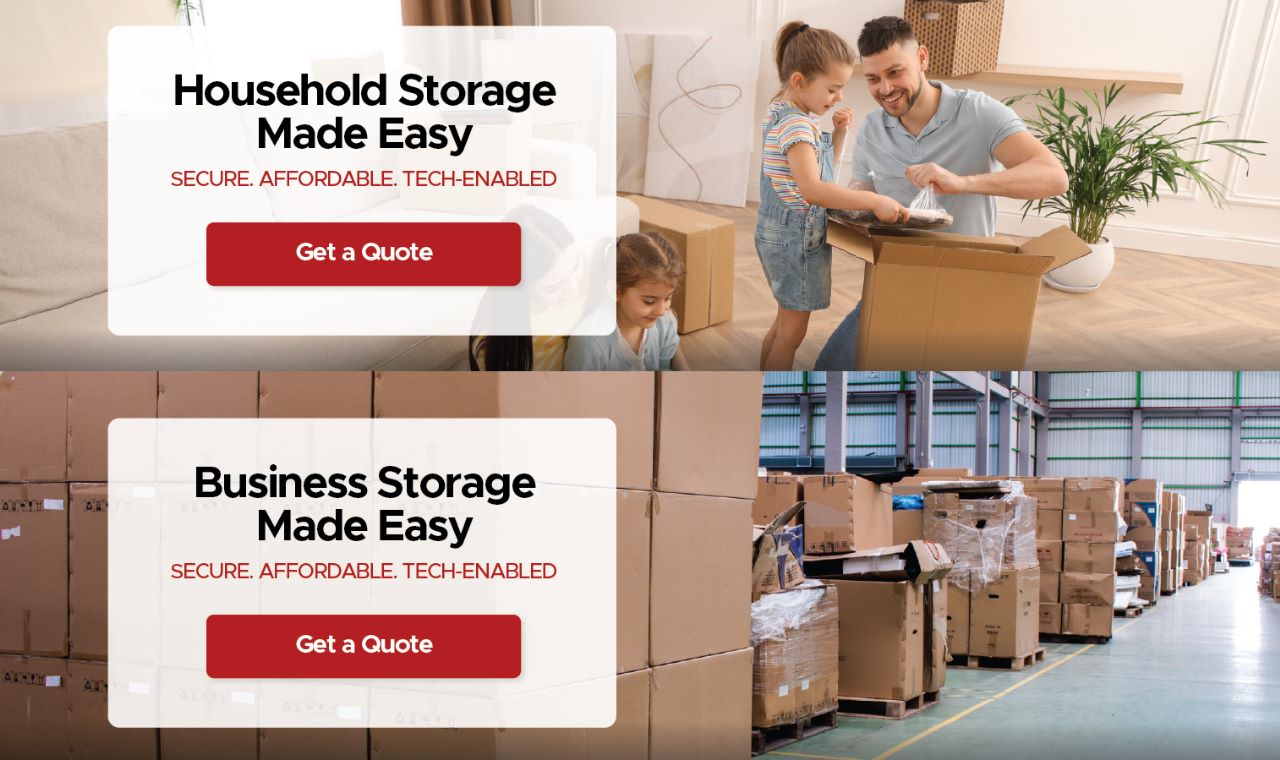 Household Storage
Made Easy
SECURE. AFFORDABLE. TECH-ENABLED
Get a Quote
Business Storage
Made Easy
SECURE. AFFORDABLE. TECH-ENABLED
Get a Quote